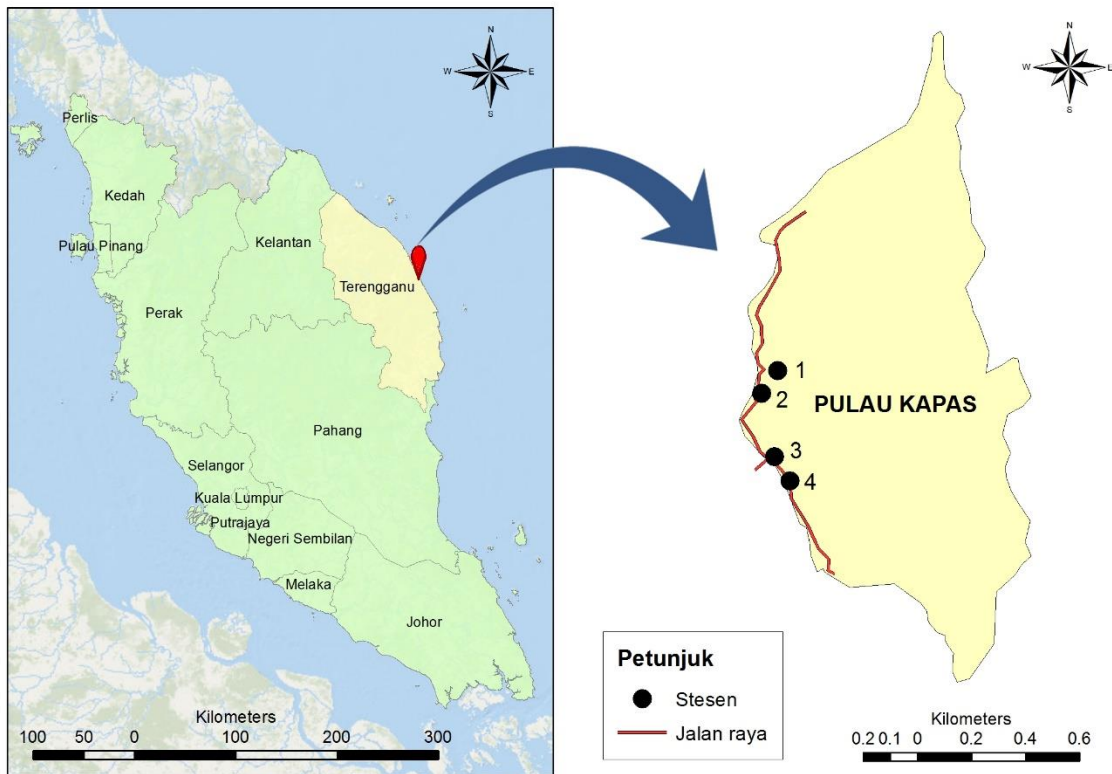 N
W E
S
Perlis
Kedah
Pulau Pinang
Kelantan
Terengganu
Perak
Pahang
Selangor
Kuala Lumpur
Putrajaya
Negeri Sembilan
Melaka
Johor
Kilometers
100 50 0 100 200 300
N
W E
S
1
2
PULAU KAPAS
3
4
Petunjuk
Stesen
Jalan raya
Kilometers
0.2 0.1 0 0.2 0.4 0.6